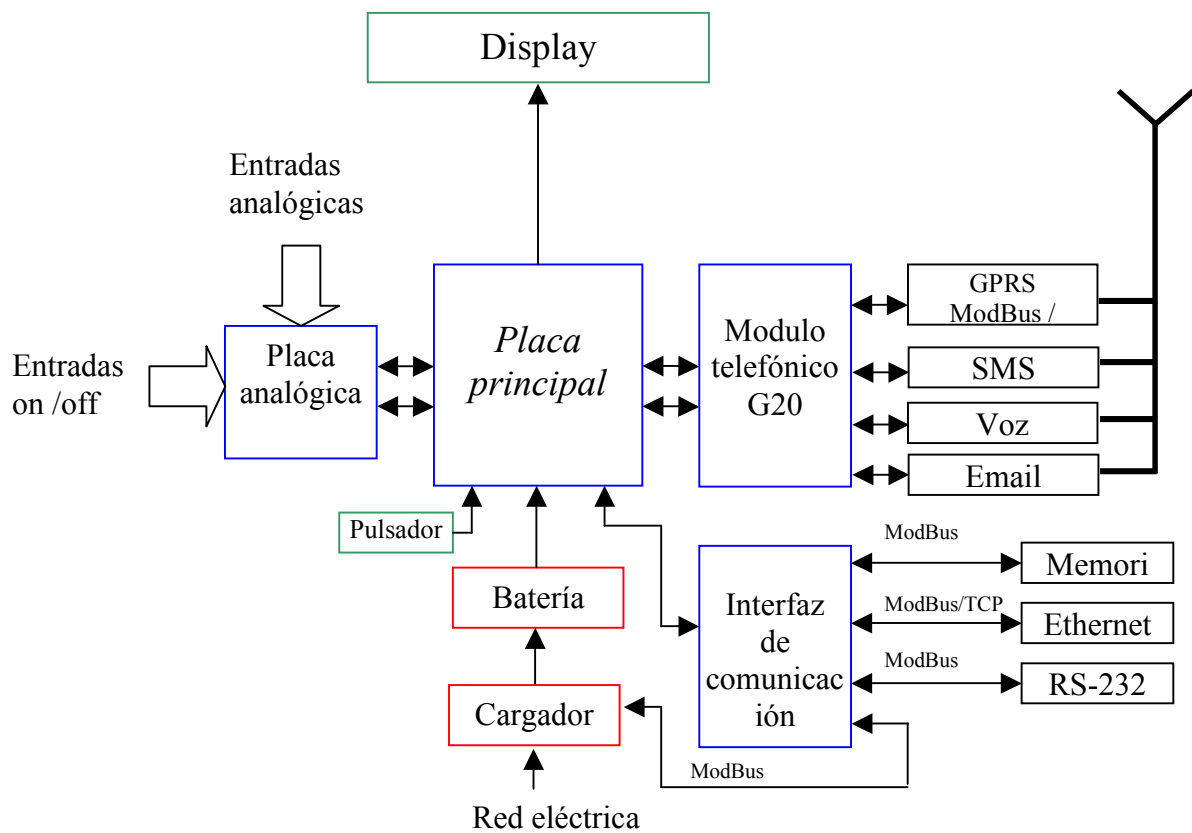 Display
Entradas
analógicas
Entradas
on /off
Placa
analógica
Placa
principal
Modulo
telefónico
G20
GPRS
ModBus /
SMS
Voz
Email
Pulsador
Batería
Cargador
Red eléctrica
Interfaz
de
comunicac
ión
ModBus
Memori
ModBus/TCP
Ethernet
ModBus
RS-232
ModBus